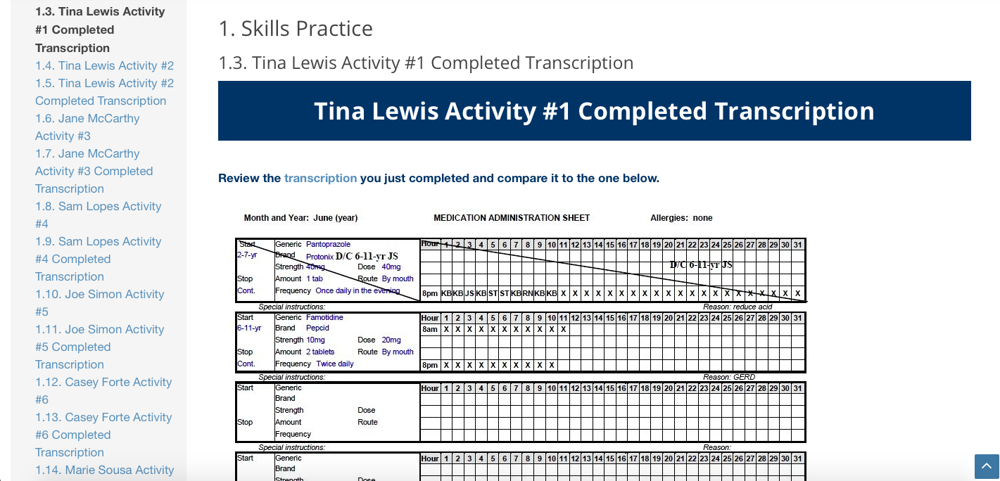 1.3. Tina Lewis Activity
#1 Completed
Transcription
1.4. Tina Lewis Activity #2
1.5. Tina Lewis Activity #2
Completed Transcription
1.6. Jane McCarthy
Activity #3
1.7. Jane McCarthy
Activity #3 Completed
Transcription
1.8. Sam Lopes Activity
#4
1.9. Sam Lopes Activity
#4 Completed
Transcription
1.10. Joe Simon Activity
#5
1.11. Joe Simon Activity
#5 Completed
Transcription
1.12. Casey Forte Activity
#6
1.13. Casey Forte Activity
#6 Completed
Transcription
1.14. Marie Sousa Activity
1. Skills Practice
1.3. Tina Lewis Activity #1 Completed Transcription
Tina Lewis Activity #1 Completed Transcription
Review the transcription you just completed and compare it to the one below.
Month and Year: June (year) MEDICATION ADMINISTRATION SHEET Allergies: none
Start Generic Pantoprazole Hour 1 2 3 4 5 6 7 8 9 10 11 12 13 14 15 16 17 18 19 20 21 22 23 24 25 26 27 28 29 30 31
2-7-yr Brand Protonix D/C 6-11-yr JS
Strength 40mg Dose 40mg D/C 6-11-yr JS
Stop Amount 1 tab Route By mouth
Cont. Frequency Once daily in the evening 8pm KB KB JS KB ST ST KB RN KB KB X X X X X X X X X X X X X X X X X X X X X
Special instructions: Reason: reduce acid
Start Generic Famotidine Hour 1 2 3 4 5 6 7 8 9 10 11 12 13 14 15 16 17 18 19 20 21 22 23 24 25 26 27 28 29 30 31
6-11-yr Brand Pepcid 8am X X X X X X X X X X X
Strength 10mg Dose 20mg
Stop Amount 2 tablets Route By mouth
Cont. Frequency Twice daily 8pm X X X X X X X X X X
Special instructions: Reason: GERD
Start Generic Hour 1 2 3 4 5 6 7 8 9 10 11 12 13 14 15 16 17 18 19 20 21 22 23 24 25 26 27 28 29 30 31
Brand
Strength Dose
Stop Amount Route
Frequency
Special instructions: Reason:
Start Generic Hour 1 2 3 4 5 6 7 8 9 10 11 12 13 14 15 16 17 18 19 20 21 22 23 24 25 26 27 28 29 30 31
Brand
Strength Dose